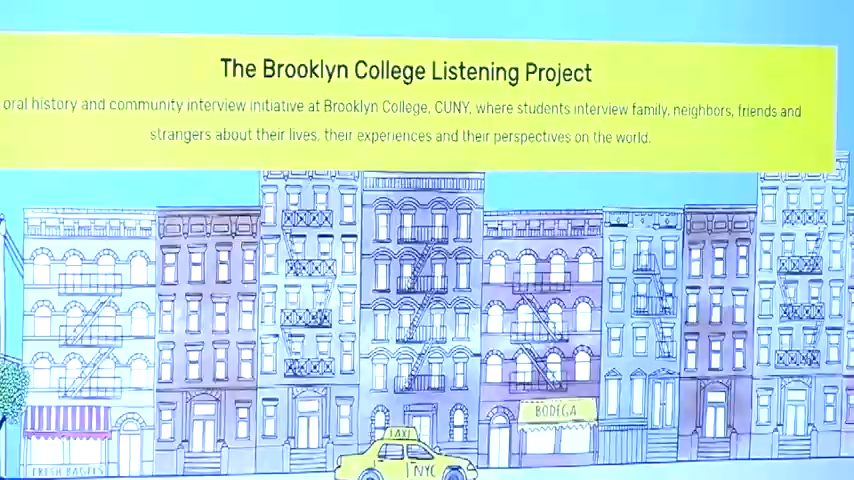 The Brooklyn College Listening Project
oral history and community interview initiative at Brooklyn College, CUNY, where students interview family, neighbors, friends and
strangers about their lives, their experiences and their perspectives on the world.
BODEGA
TAXI
NYC
FRESH BAGELS